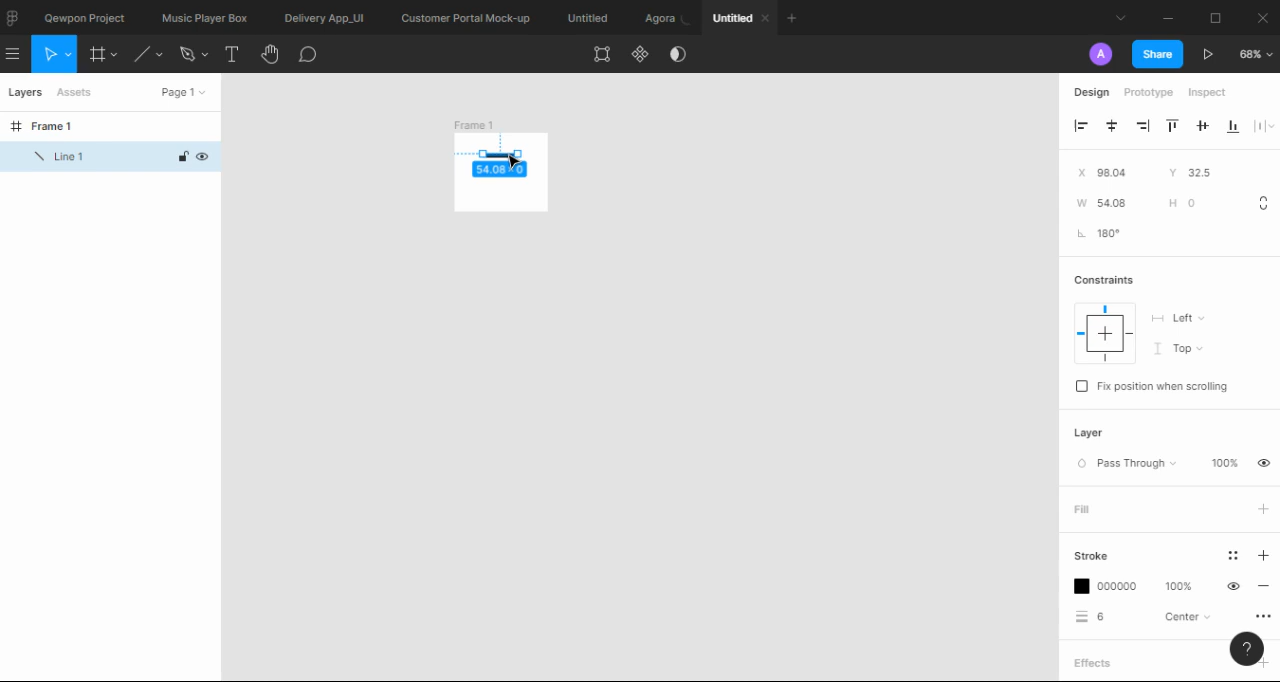 Qewpon Project Music Player Box Delivery App_UI Customer Portal Mock-up Untitled Agora Untitled
A Share 68%
Layers Assets Page 1
Frame 1
Line 1
Frame 1
54.08 × 0
Design Prototype Inspect
X 98.04 Y 32.5
W 54.08 H 0
180°
Constraints
Left
Top
Fix position when scrolling
Layer
Pass Through 100%
Fill
Stroke
000000 100%
6 Center
?
Effects